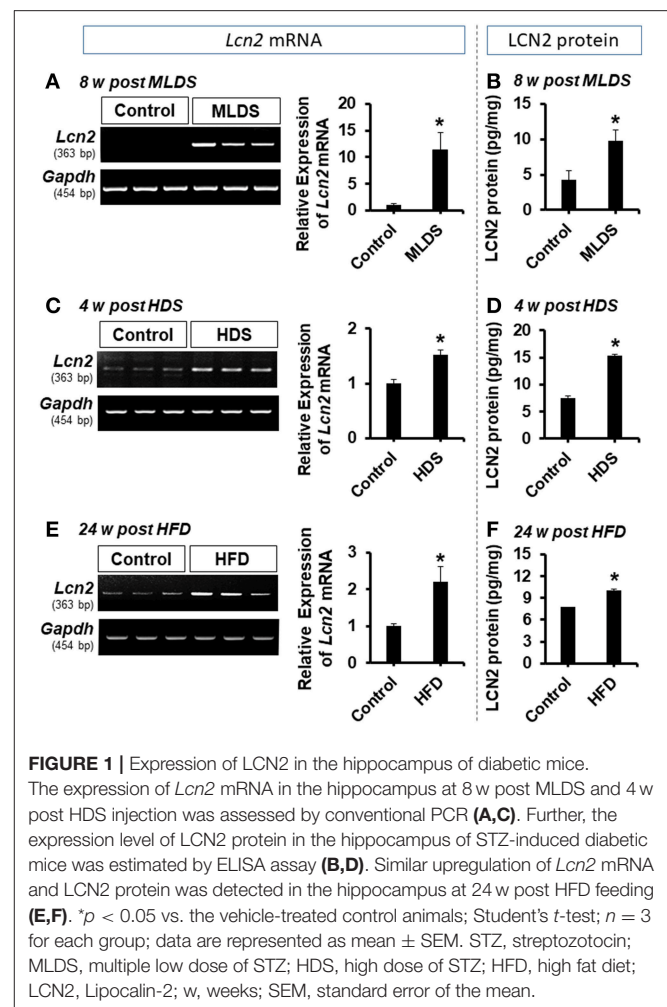 Lcn2 mRNA
LCN2 protein
A 8 w post MLDS
Control MLDS
Lcn2
(363 bp)
Gapdh
(454 bp)
Relative Expression
of Lcn2 mRNA
20
15
10
5
0
*
Control
MLDS
B 8 w post MLDS
LCN2 protein (pg/mg)
15
10
5
0
*
Control
MLDS
C 4 w post HDS
Control HDS
Lcn2
(363 bp)
Gapdh
(454 bp)
Relative Expression
of Lcn2 mRNA
2
1
0
*
Control
HDS
D 4 w post HDS
LCN2 protein (pg/mg)
20
15
10
5
0
*
Control
HDS
E 24 w post HFD
Control HFD
Lcn2
(363 bp)
Gapdh
(454 bp)
Relative Expression
of Lcn2 mRNA
3
2
1
0
*
Control
HFD
F 24 w post HFD
LCN2 protein (pg/mg)
15
12
9
6
3
0
*
Control
HFD
FIGURE 1 | Expression of LCN2 in the hippocampus of diabetic mice.
The expression of Lcn2 mRNA in the hippocampus at 8 w post MLDS and 4 w
post HDS injection was assessed by conventional PCR (A,C). Further, the
expression level of LCN2 protein in the hippocampus of STZ-induced diabetic
mice was estimated by ELISA assay (B,D). Similar upregulation of Lcn2 mRNA
and LCN2 protein was detected in the hippocampus at 24 w post HFD feeding
(E,F). *p < 0.05 vs. the vehicle-treated control animals; Student's t-test; n = 3
for each group; data are represented as mean ± SEM. STZ, streptozotocin;
MLDS, multiple low dose of STZ; HDS, high dose of STZ; HFD, high fat diet;
LCN2, Lipocalin-2; w, weeks; SEM, standard error of the mean.